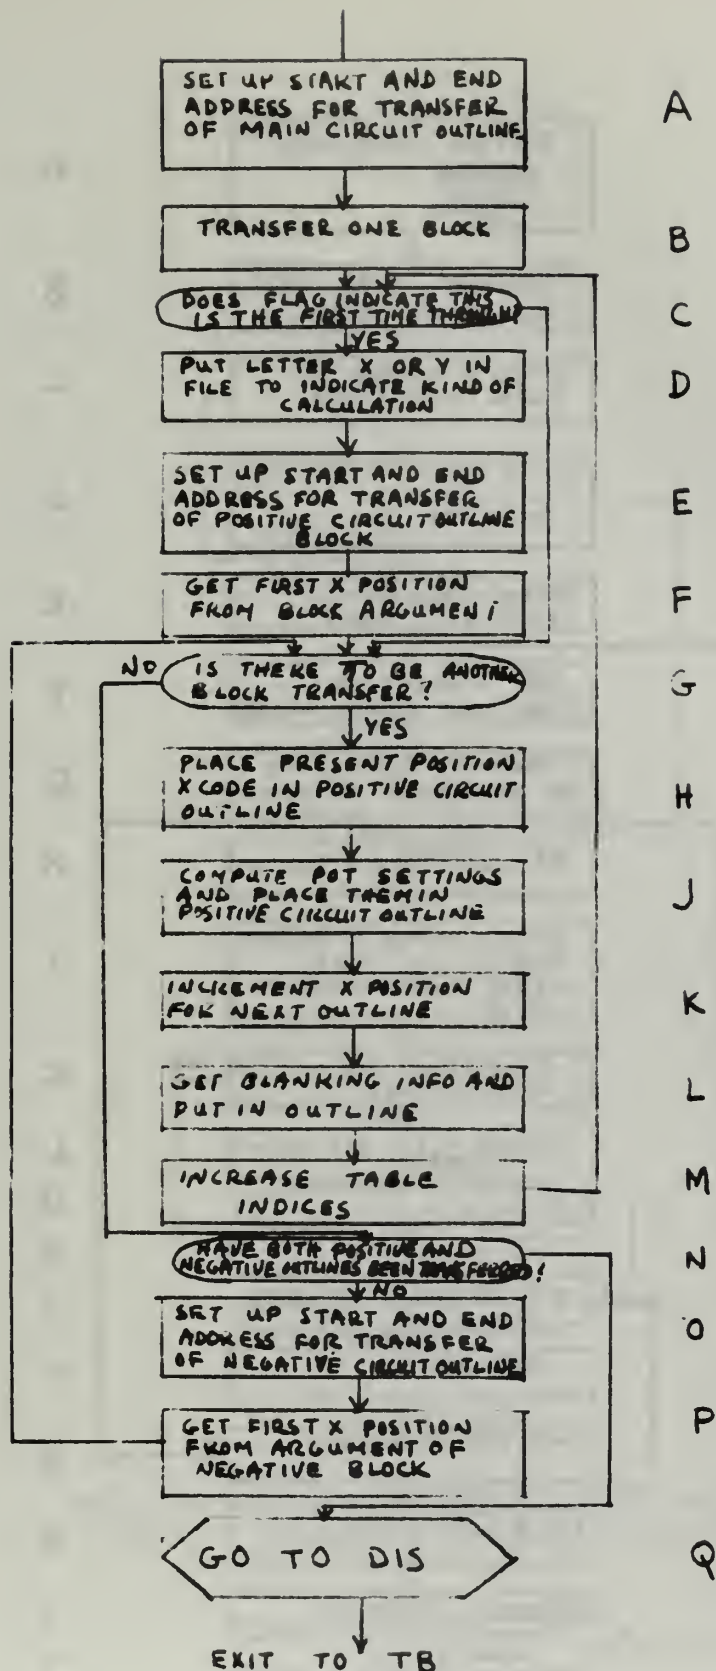 SET UP START AND END
ADDRESS FOR TRANSFER
OF MAIN CIRCUIT OUTLINE
A
TRANSFER ONE BLOCK
B
DOES FLAG INDICATE THIS
IS THE FIRST TIME THROUGH?
C
YES
PUT LETTER X OR Y IN
FILE TO INDICATE KIND OF
CALCULATION
D
SET UP START AND END
ADDRESS FOR TRANSFER
OF POSITIVE CIRCUIT OUTLINE
BLOCK
E
GET FIRST X POSITION
FROM BLOCK ARGUMENT
F
NO
IS THERE TO BE ANOTHER
BLOCK TRANSFER?
G
YES
PLACE PRESENT POSITION
X CODE IN POSITIVE CIRCUIT
OUTLINE
H
COMPUTE POT SETTINGS
AND PLACE THEM IN
POSITIVE CIRCUIT OUTLINE
J
INCREMENT X POSITION
FOR NEXT OUTLINE
K
GET BLANKING INFO AND
PUT IN OUTLINE
L
INCREASE TABLE
INDICES
M
HAVE BOTH POSITIVE AND
NEGATIVE OUTLINES BEEN TRANSFERRED?
N
NO
SET UP START AND END
ADDRESS FOR TRANSFER
OF NEGATIVE CIRCUIT OUTLINE
O
GET FIRST X POSITION
FROM ARGUMENT OF
NEGATIVE BLOCK
P
GO TO DIS
Q
EXIT TO TB